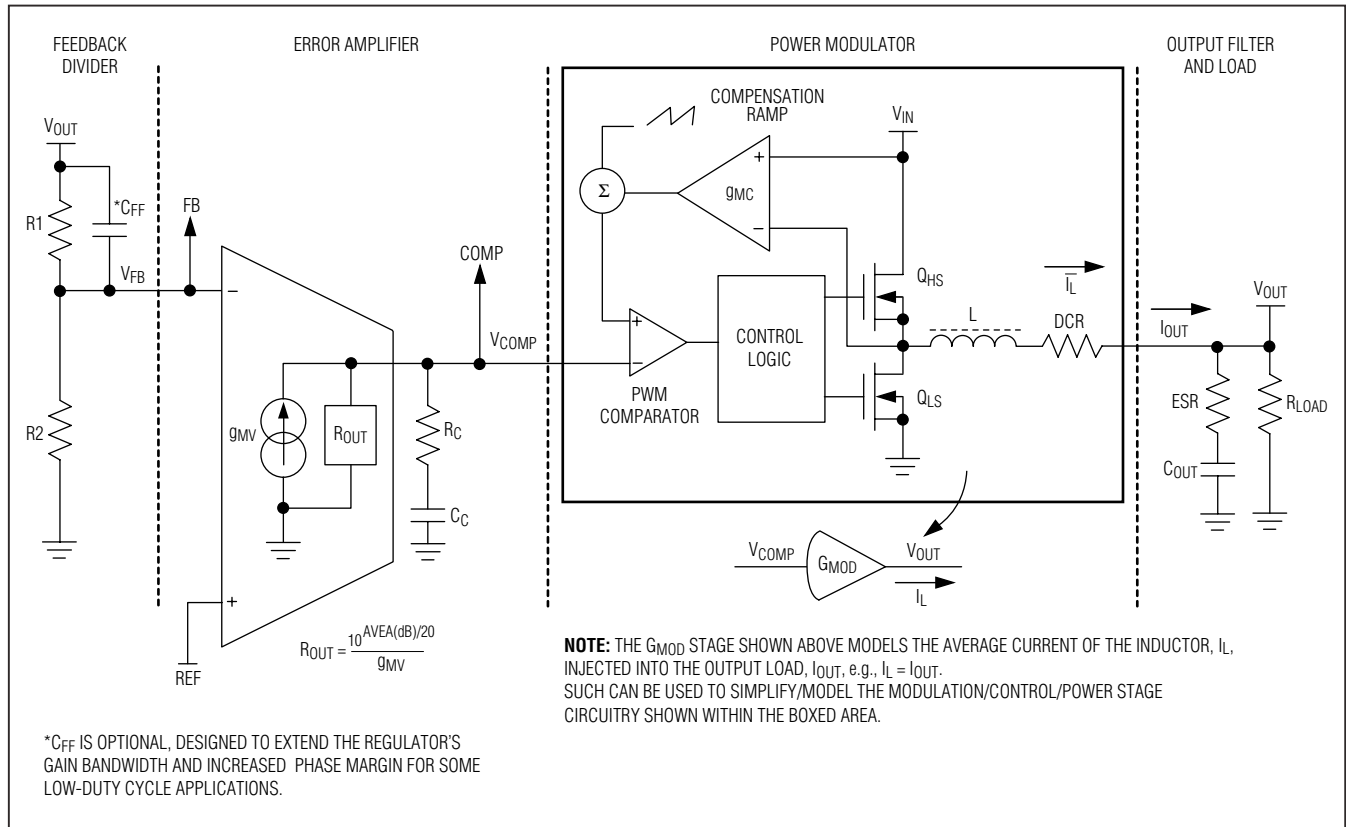 FEEDBACK
DIVIDER
ERROR AMPLIFIER
POWER MODULATOR
OUTPUT FILTER
AND LOAD
VOUT
R1
*CFF
FB
VFB
R2
−
gMV
ROUT
+
REF
ROUT = 10^AVEA(dB)/20 / gMV
COMP
VCOMP
RC
CC
COMPENSATION
RAMP
Σ
+
gMC
−
VIN
+
−
PWM
COMPARATOR
CONTROL
LOGIC
QHS
QLS
IL
L
DCR
IOUT
VOUT
ESR
COUT
RLOAD
VCOMP
GMOD
VOUT
IL
NOTE: THE GMOD STAGE SHOWN ABOVE MODELS THE AVERAGE CURRENT OF THE INDUCTOR, IL,
INJECTED INTO THE OUTPUT LOAD, IOUT, e.g., IL = IOUT.
SUCH CAN BE USED TO SIMPLIFY/MODEL THE MODULATION/CONTROL/POWER STAGE
CIRCUITRY SHOWN WITHIN THE BOXED AREA.
*CFF IS OPTIONAL, DESIGNED TO EXTEND THE REGULATOR'S
GAIN BANDWIDTH AND INCREASED PHASE MARGIN FOR SOME
LOW-DUTY CYCLE APPLICATIONS.